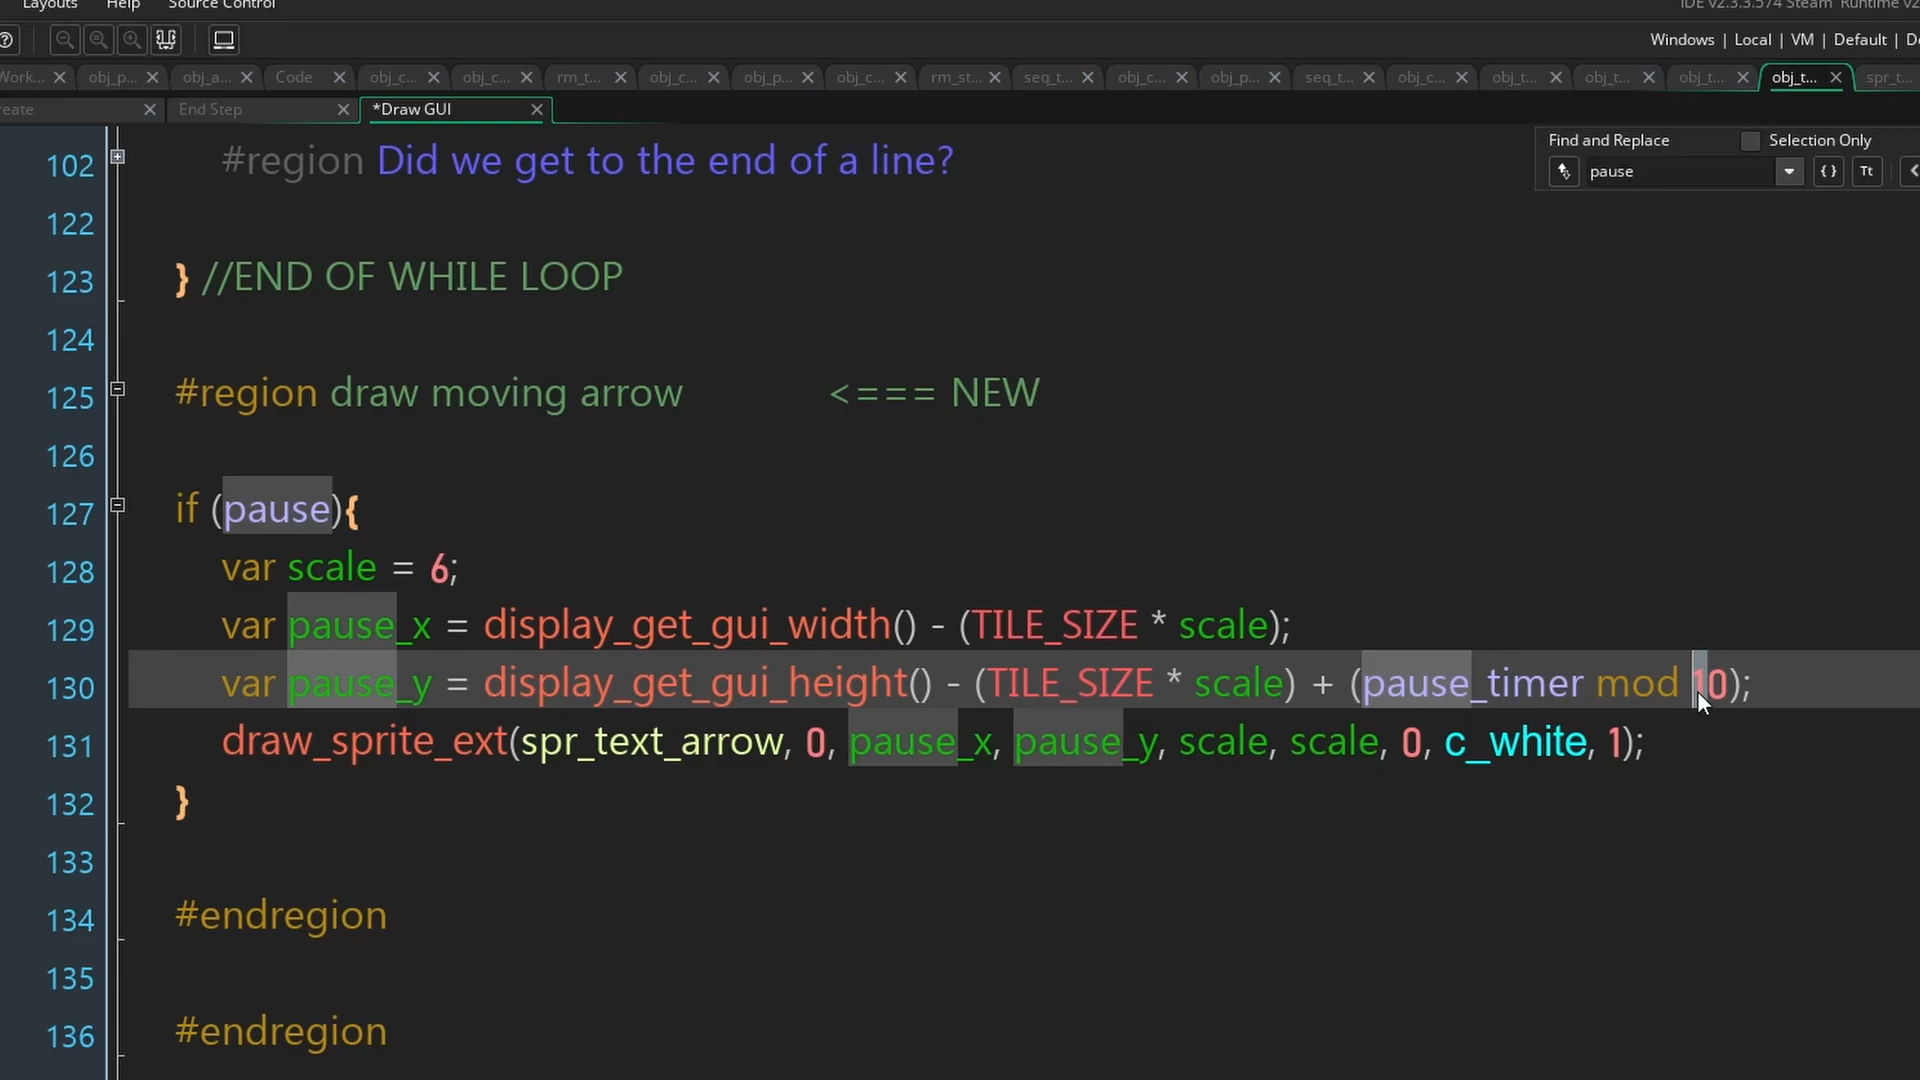 Layouts Help Source Control
IDE v2.3.3.574 Steam Runtime v2
Windows | Local | VM | Default |
Work... obj_p... obj_a... Code obj_c... obj_c... rm_t... obj_c... obj_p... obj_c... rm_st... seq_t... obj_c... obj_p... seq_t... obj_c... obj_t... obj_t... obj_t... obj_t... spr_t...
reate End Step *Draw GUI
Find and Replace Selection Only
pause { } Tt
102 #region Did we get to the end of a line?
122
123 } //END OF WHILE LOOP
124
125 #region draw moving arrow <=== NEW
126
127 if (pause){
128 var scale = 6;
129 var pause_x = display_get_gui_width() - (TILE_SIZE * scale);
130 var pause_y = display_get_gui_height() - (TILE_SIZE * scale) + (pause_timer mod 10);
131 draw_sprite_ext(spr_text_arrow, 0, pause_x, pause_y, scale, scale, 0, c_white, 1);
132 }
133
134 #endregion
135
136 #endregion